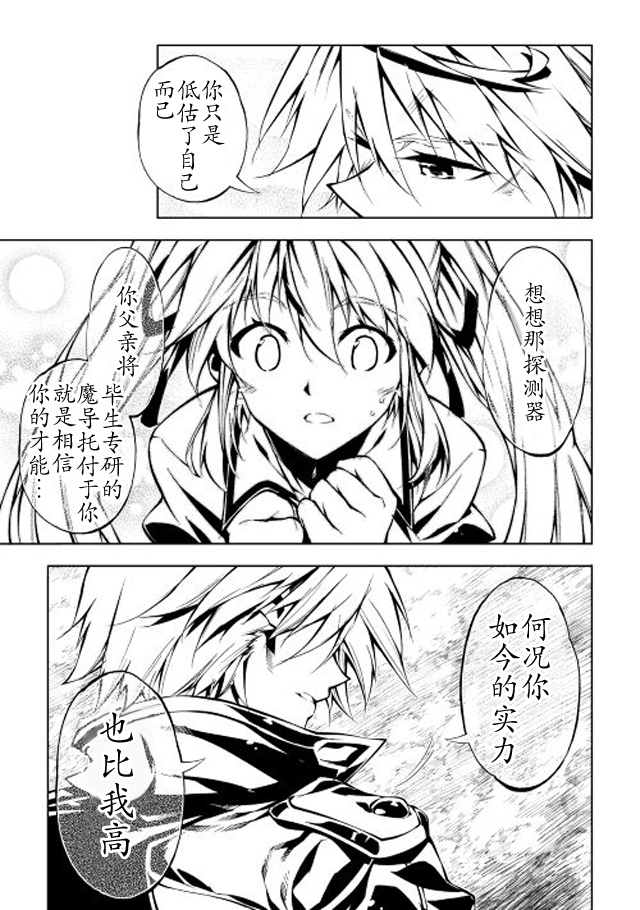 你只是
低估了自己
而已
想想那探测器
你父亲将
毕生专研的
魔导托付于你
就是相信
你的才能…
何况你
如今的实力
也比我高